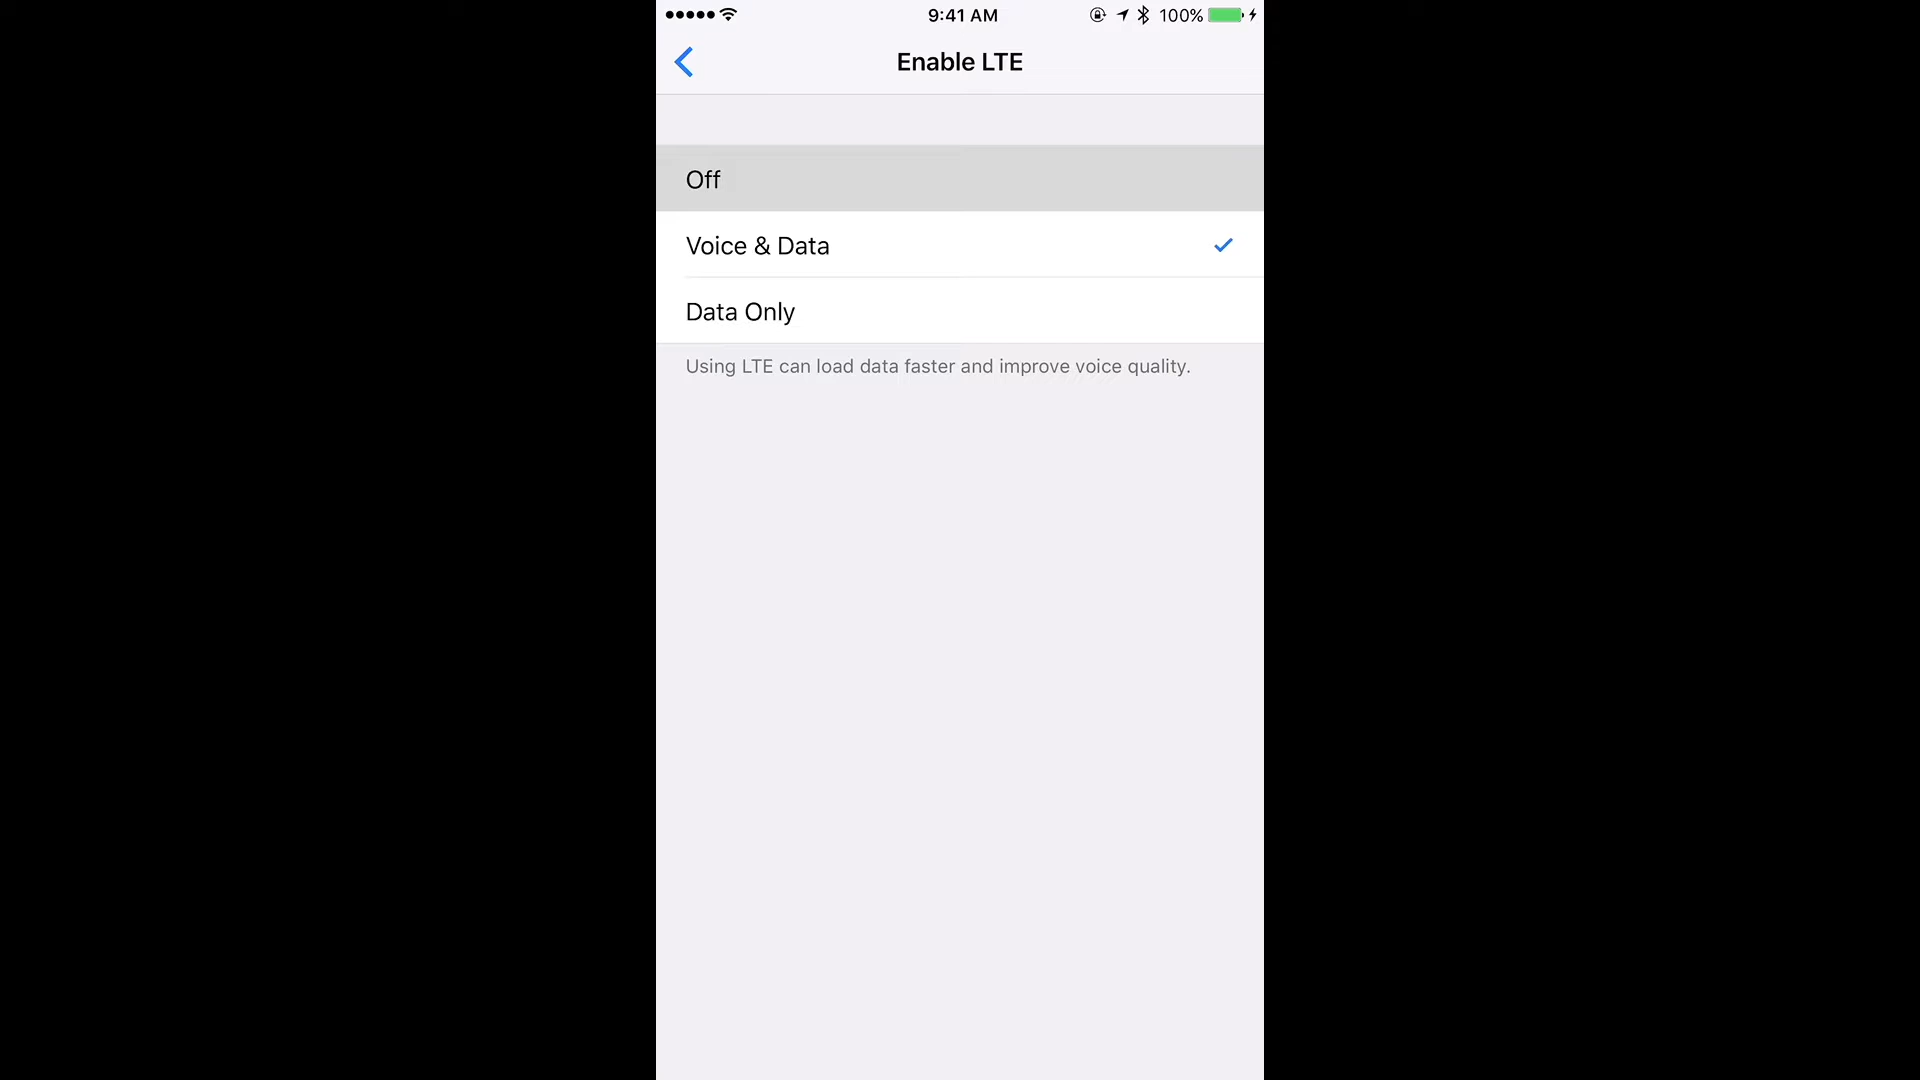 9:41 AM 100%
Enable LTE
Off
Voice & Data
Data Only
Using LTE can load data faster and improve voice quality.